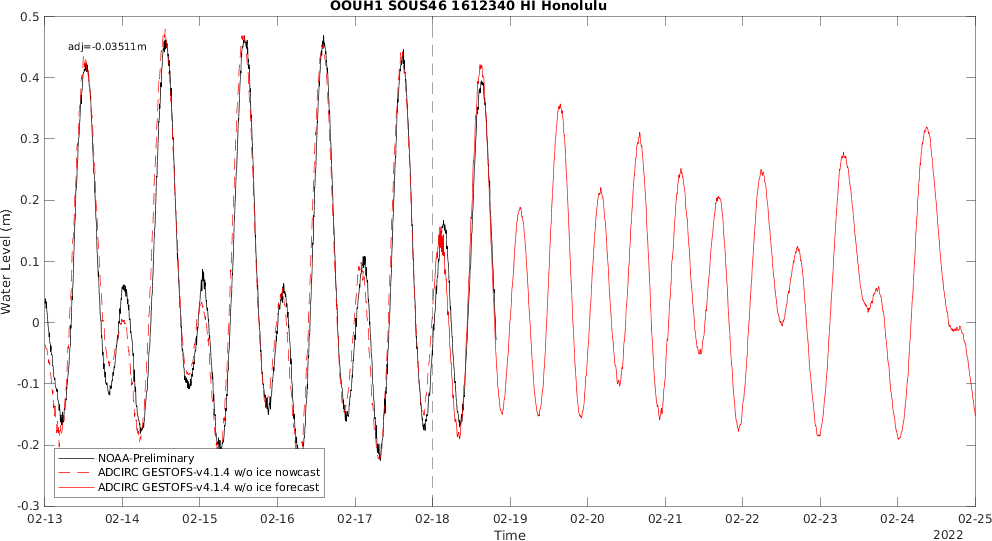 OOUH1 SOUS46 1612340 HI Honolulu
adj=-0.03511m
Water Level (m)
0.5
0.4
0.3
0.2
0.1
0
-0.1
-0.2
-0.3
NOAA-Preliminary
ADCIRC GESTOFS-v4.1.4 w/o ice nowcast
ADCIRC GESTOFS-v4.1.4 w/o ice forecast
02-13 02-14 02-15 02-16 02-17 02-18 02-19 02-20 02-21 02-22 02-23 02-24 02-25
Time
2022